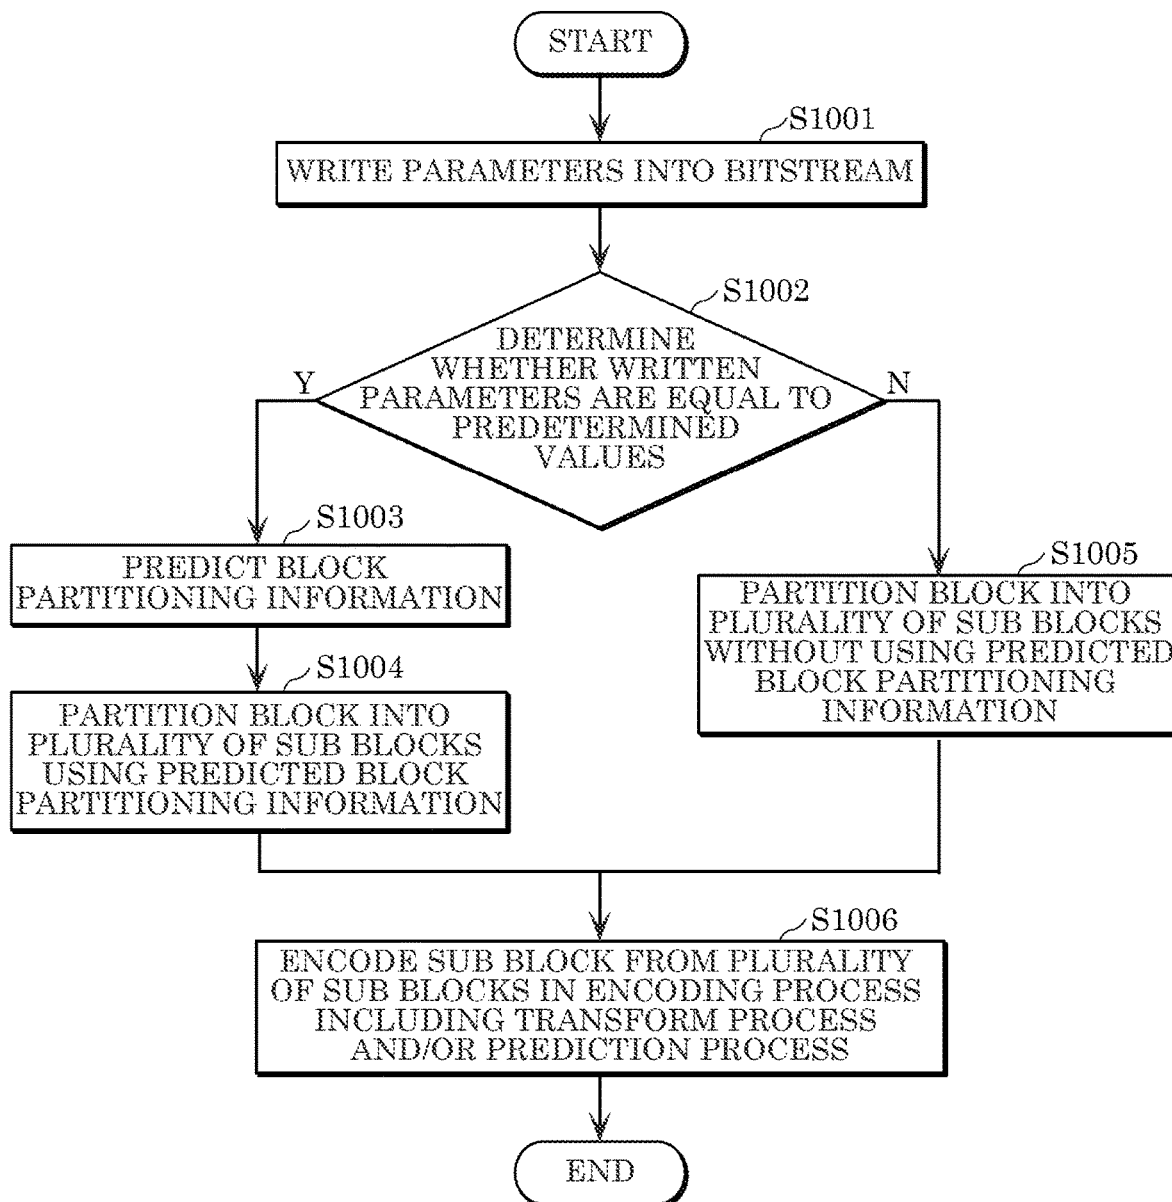 START
S1001
WRITE PARAMETERS INTO BITSTREAM
S1002
DETERMINE
WHETHER WRITTEN
PARAMETERS ARE EQUAL TO
PREDETERMINED
VALUES
Y
N
S1003
PREDICT BLOCK
PARTITIONING INFORMATION
S1004
PARTITION BLOCK INTO
PLURALITY OF SUB BLOCKS
USING PREDICTED BLOCK
PARTITIONING INFORMATION
S1005
PARTITION BLOCK INTO
PLURALITY OF SUB BLOCKS
WITHOUT USING PREDICTED
BLOCK PARTITIONING
INFORMATION
S1006
ENCODE SUB BLOCK FROM PLURALITY
OF SUB BLOCKS IN ENCODING PROCESS
INCLUDING TRANSFORM PROCESS
AND/OR PREDICTION PROCESS
END